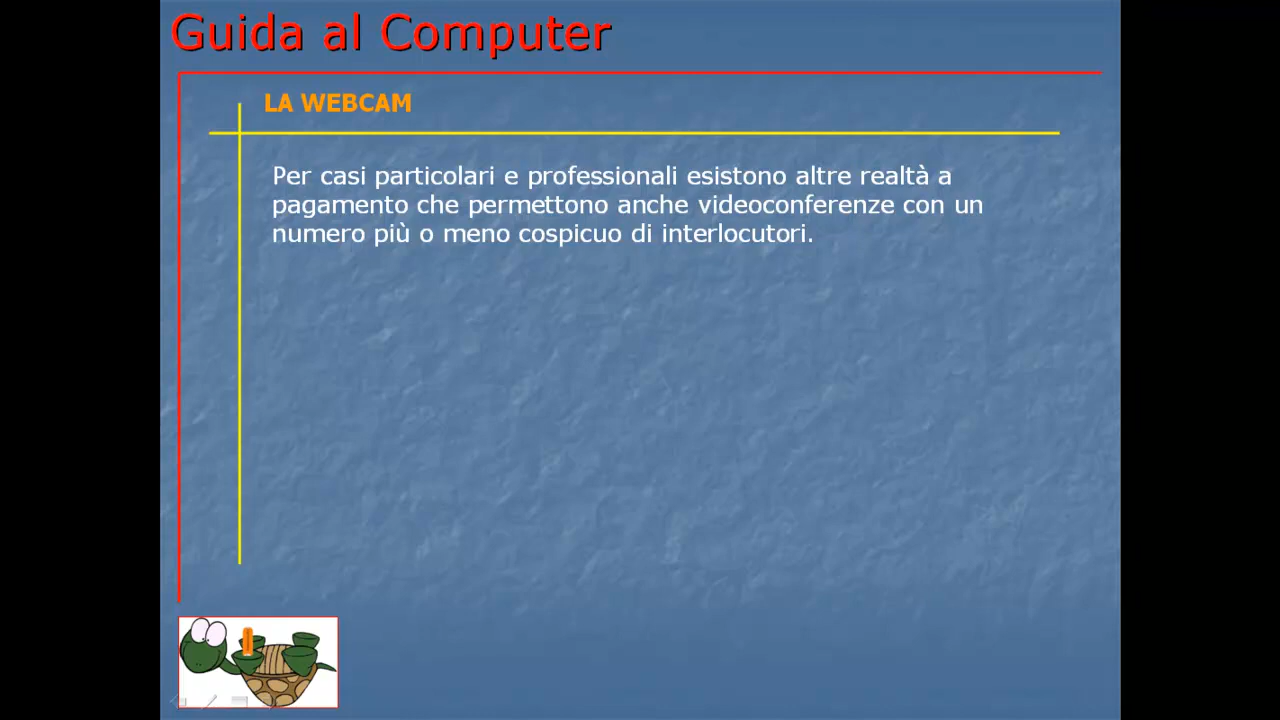 Guida al Computer
LA WEBCAM
Per casi particolari e professionali esistono altre realtà a
pagamento che permettono anche videoconferenze con un
numero più o meno cospicuo di interlocutori.